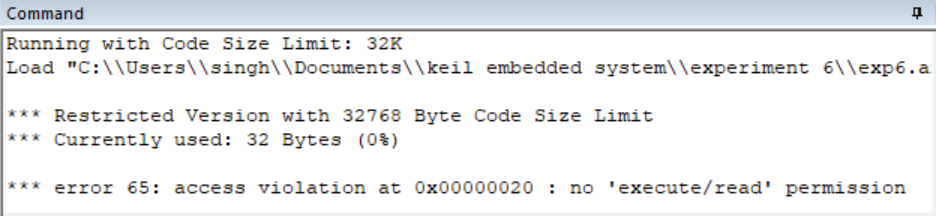 Command
Running with Code Size Limit: 32K
Load "C:\\Users\\singh\\Documents\\keil embedded system\\experiment 6\\exp6.a
*** Restricted Version with 32768 Byte Code Size Limit
*** Currently used: 32 Bytes (0%)
*** error 65: access violation at 0x00000020 : no 'execute/read' permission